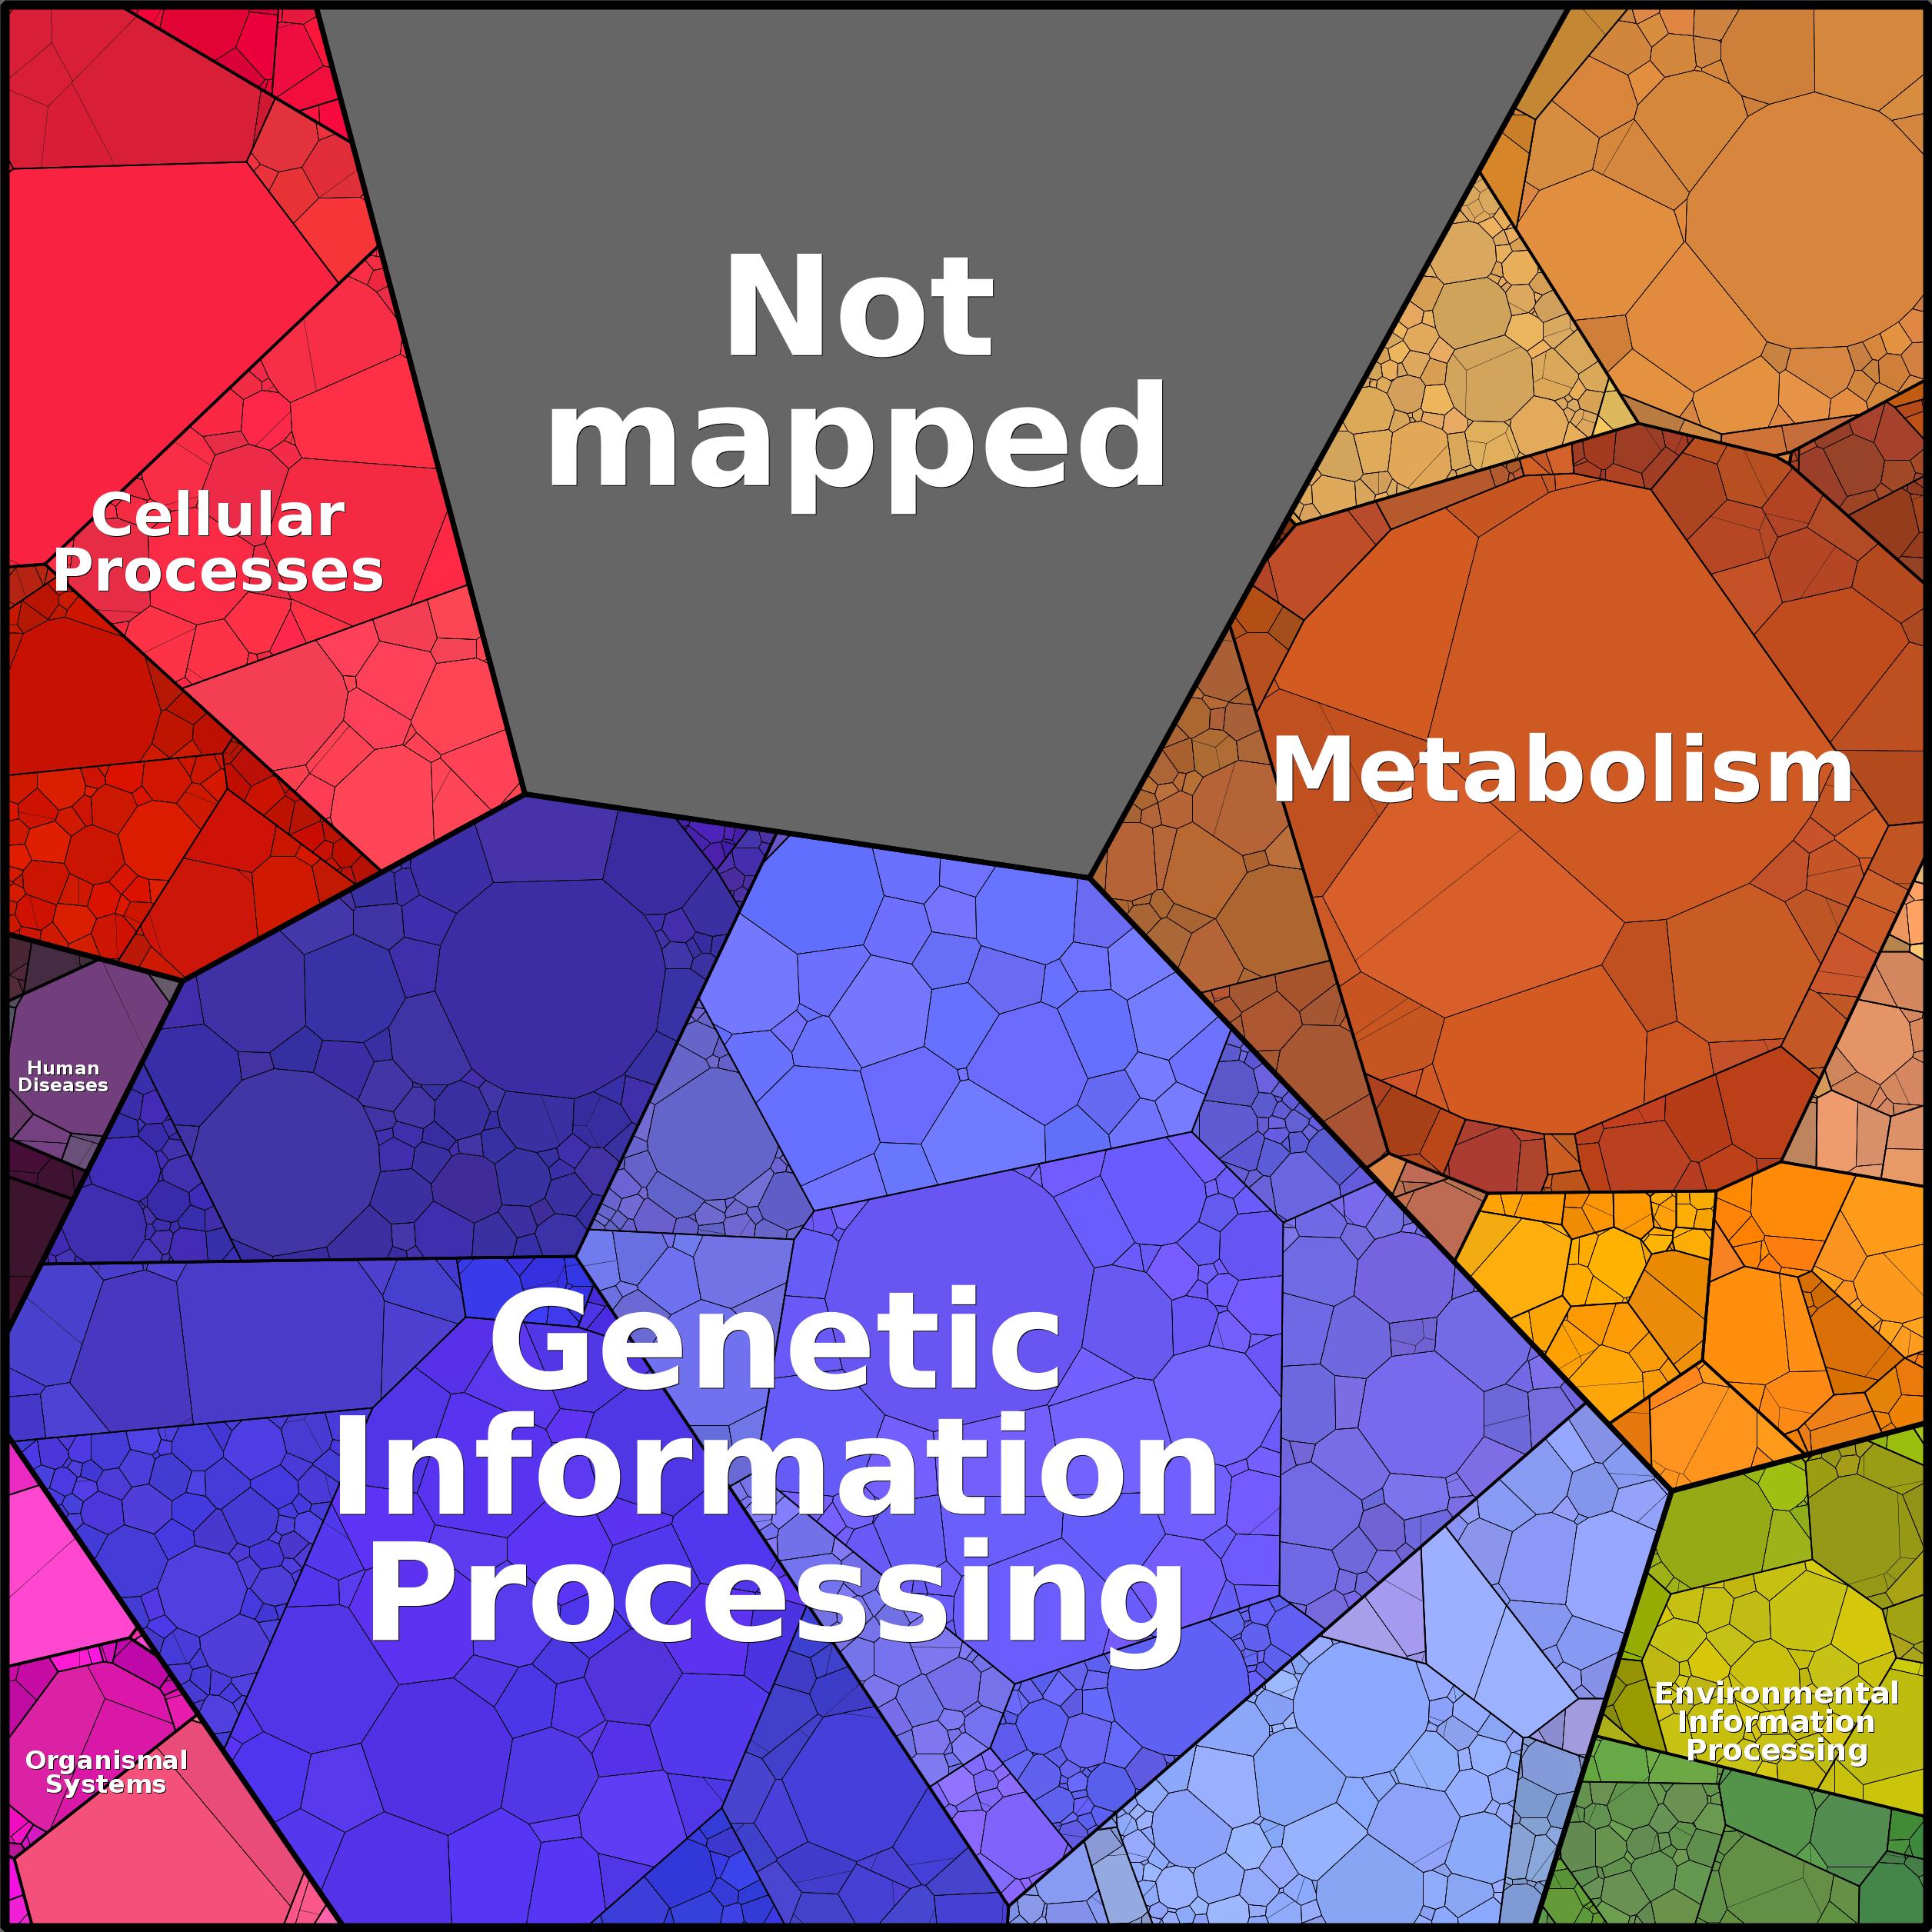 Not
mapped
Cellular
Processes
Metabolism
Human
Diseases
Genetic
Information
Processing
Environmental
Information
Processing
Organismal
Systems